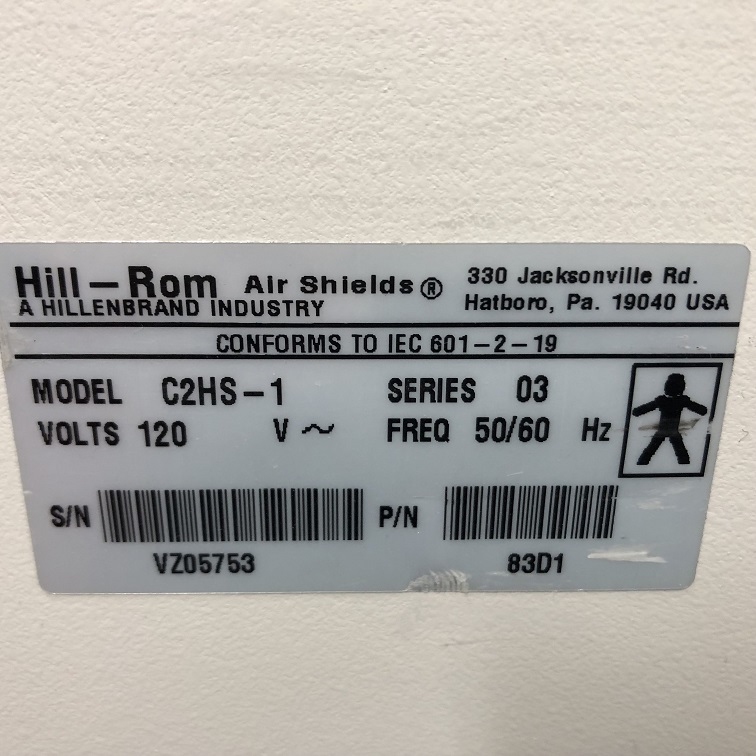 Hill-Rom Air Shields® 330 Jacksonville Rd.
A HILLENBRAND INDUSTRY Hatboro, Pa. 19040 USA
CONFORMS TO IEC 601-2-19
MODEL C2HS-1 SERIES 03
VOLTS 120 V ~ FREQ 50/60 Hz
S/N P/N
VZ05753 83D1